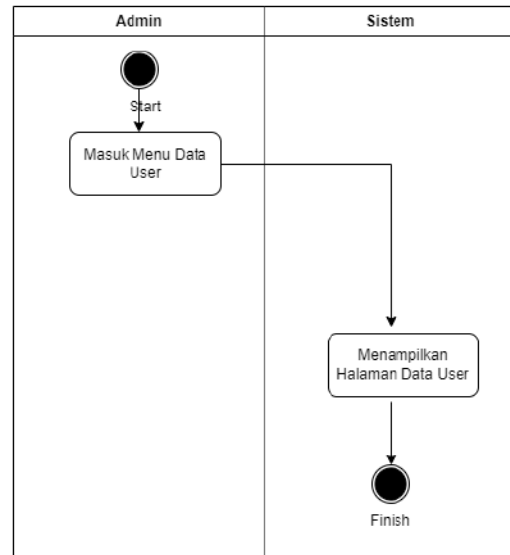 Admin
Sistem
Start
Masuk Menu Data
User
Menampilkan
Halaman Data User
Finish